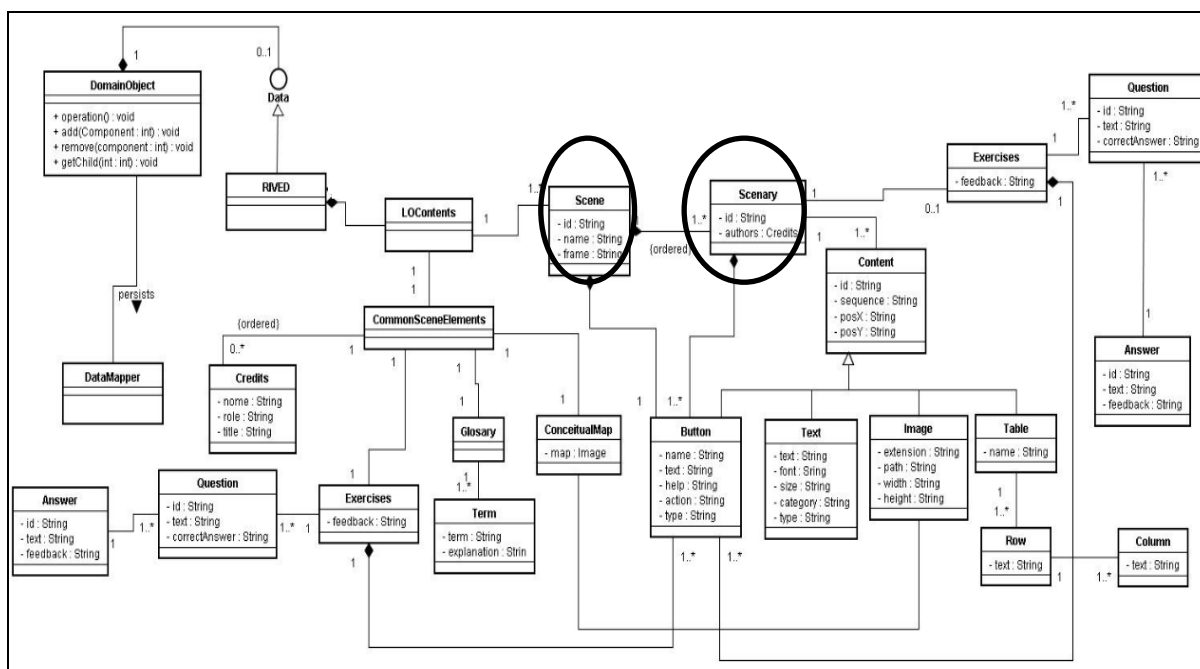 1
0..1
Data
DomainObject
+ operation() : void
+ add(Component : int) : void
+ remove(component : int) : void
+ getChild(int : int) : void
persists
DataMapper
RIVED
LOContents
1
1..
Scene
- id : String
- name : String
- frame : String
1..*
{ordered}
Scenary
- id : String
- authors : Credits
1
0..1
1
1..*
Exercises
- feedback : String
1
1..*
1
Question
- id : String
- text : String
- correctAnswer : String
1..*
1
Answer
- id : String
- text : String
- feedback : String
Content
- id : String
- sequence : String
- posX : String
- posY : String
1
1
CommonSceneElements
{ordered}
0..*
1
1
1
1
Credits
- nome : String
- role : String
- title : String
1
Glosary
1
1..*
Term
- term : String
- explanation : Strin
1
ConceitualMap
- map : Image
1
1..*
Button
- name : String
- text : String
- help : String
- action : String
- type : String
1..*
1..*
Text
- text : String
- font : String
- size : String
- category : String
- type : String
Image
- extension : String
- path : String
- width : String
- height : String
Table
- name : String
1
1..*
Row
- text : String
1
1..*
Column
- text : String
1
Exercises
- feedback : String
1
1
1..*
Question
- id : String
- text : String
- correctAnswer : String
1..*
1
Answer
- id : String
- text : String
- feedback : String